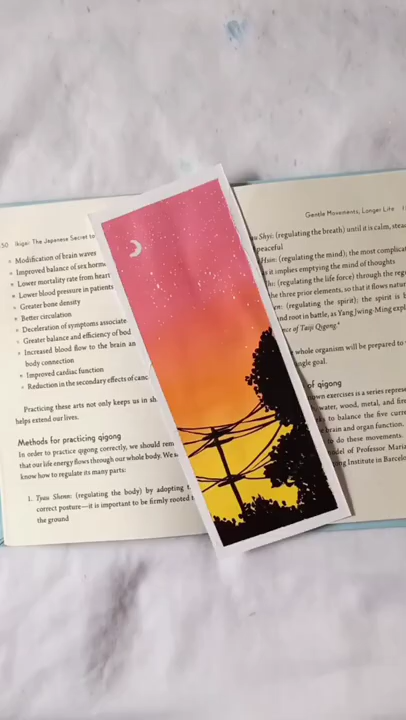 50 Ikigai The Japanese Secret to
• Modification of brain waves
• Improved balance of sex
• Lower mortality rate from heart
• Lower blood pressure in patients
• Greater bone density
• Better circulation
• Deceleration of symptoms associate
• Greater balance and efficiency of bod
• Increased blood flow to the brain an
body connection
• Improved cardiac function
• Reduction in the secondary effects of canc
Practicing these arts not only keeps us in sh
helps extend our lives.
Methods for practicing qigong
In order to practice qigong correctly, we should rem
that our life energy flows through our whole body. We s
know how to regulate its many parts:
1. Tyau Shenn: (regulating the body) by adopting t
correct posture—it is important to be firmly rooted
the ground
Gentle Movements, Longer Life
Shyi: (regulating the breath) until it is calm, stea
peaceful
Hsin: (regulating the mind); the most complicat
as it implies emptying the mind of thoughts
(regulating the life force) through the reg
the three prior elements, so that it flows natur
(regulating the spirit); the spirit is b
and root in battle, as Yang Jwing-Ming expl
of Taiji Qigong.*
whole organism will be prepared to
single goal.
of qigong
known exercises is a series represe
water, wood, metal, and fire
to balance the five curre
brain and organ function.
to do these movements.
model of Professor Maria
Institute in Barcelon